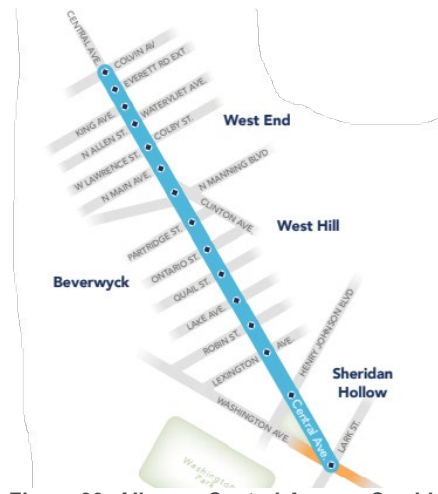 CENTRAL AVE.
COLVIN AV
EVERETT RD EXT
WATERVLIET AVE.
KING AVE.
N ALLEN ST.
COLBY ST.
West End
W LAWRENCE ST.
N MAIN AVE.
N MANNING BLVD
CLINTON AVE.
West Hill
PARTRIDGE ST.
ONTARIO ST.
Beverwyck
QUAIL ST.
LAKE AVE.
ROBIN ST.
LEXINGTON AVE.
HENRY JOHNSON BLVD
Sheridan
Hollow
WASHINGTON AVE.
Central Ave.
LARK ST.
Washington
Park